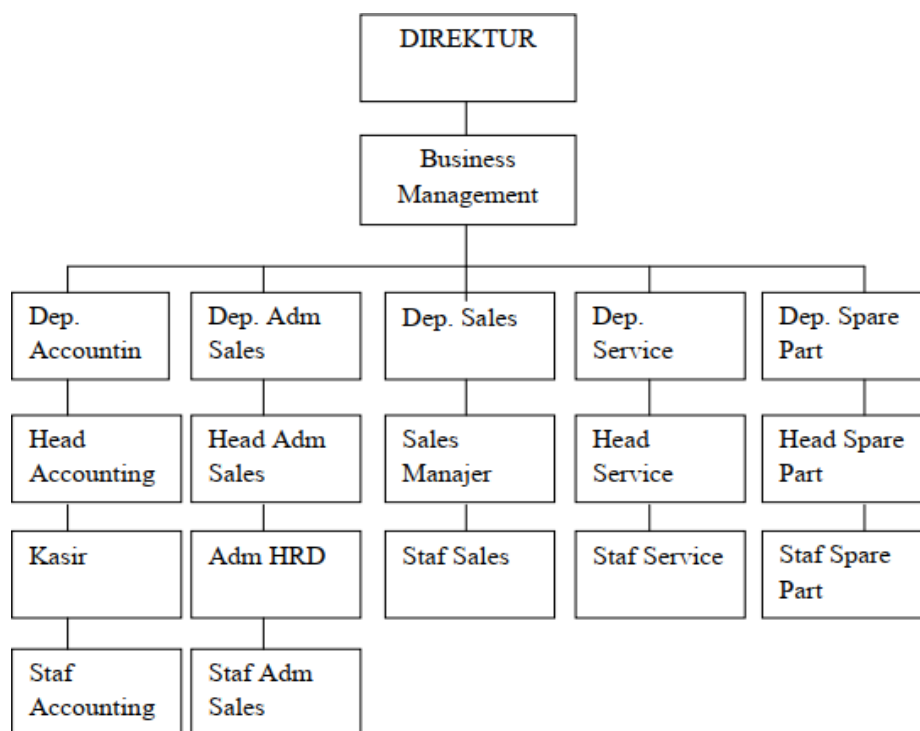 DIREKTUR
Business
Management
Dep.
Accountin
Dep. Adm
Sales
Dep. Sales
Dep.
Service
Dep. Spare
Part
Head
Accounting
Head Adm
Sales
Sales
Manajer
Head
Service
Head Spare
Part
Kasir
Adm HRD
Staf Sales
Staf Service
Staf Spare
Part
Staf
Accounting
Staf Adm
Sales